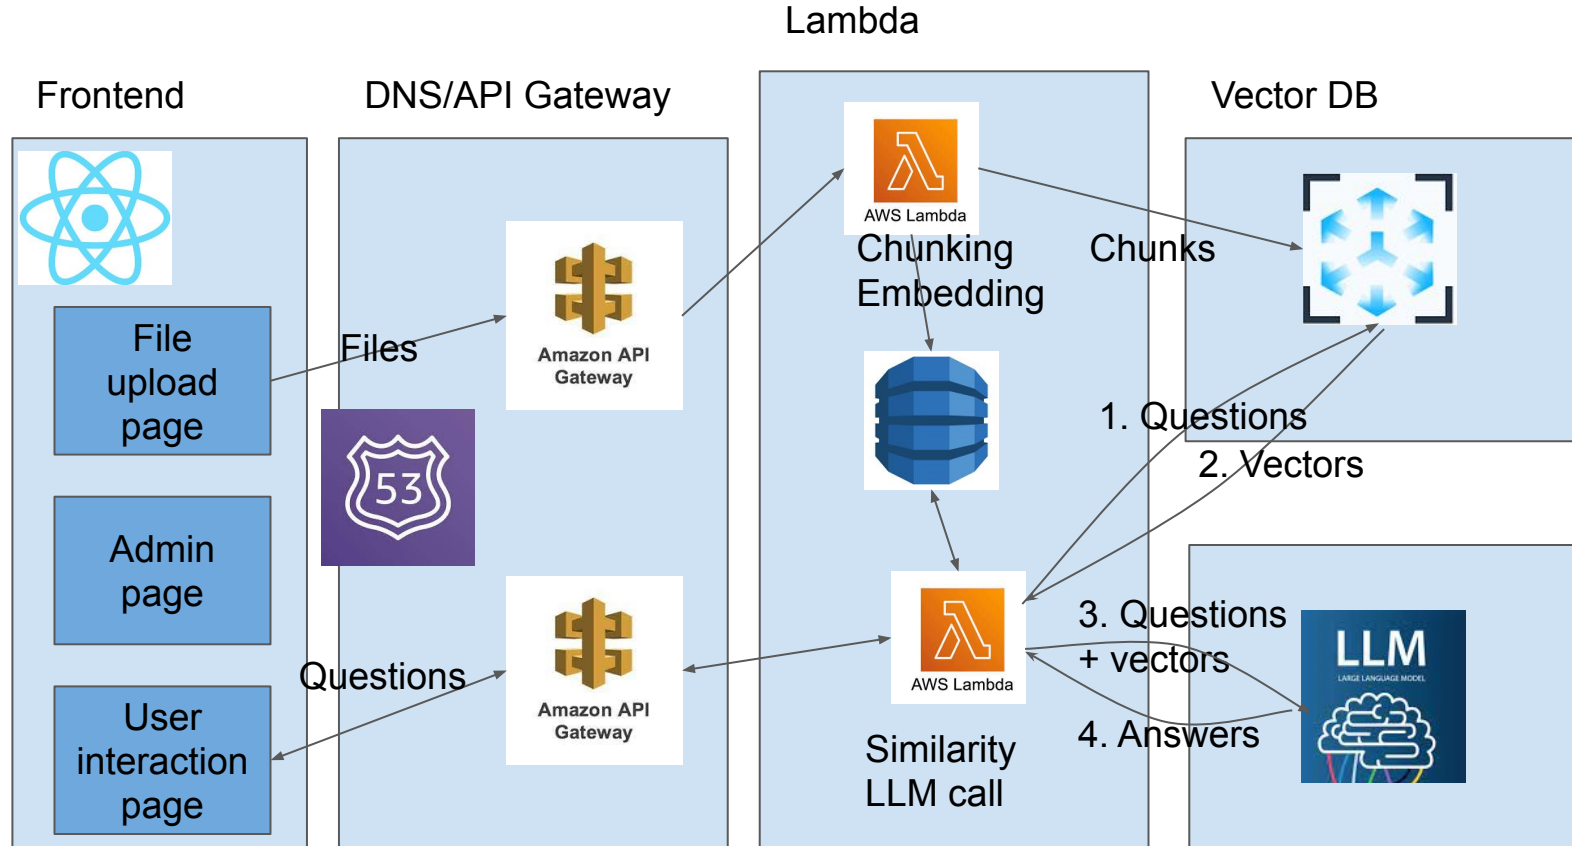 Lambda
Frontend
DNS/API Gateway
Vector DB
File
upload
page
Admin
page
User
interaction
page
Files
Questions
53
Amazon API
Gateway
Amazon API
Gateway
AWS Lambda
Chunking
Embedding
Chunks
AWS Lambda
Similarity
LLM call
1. Questions
2. Vectors
3. Questions
+ vectors
4. Answers
LLM
LARGE LANGUAGE MODEL